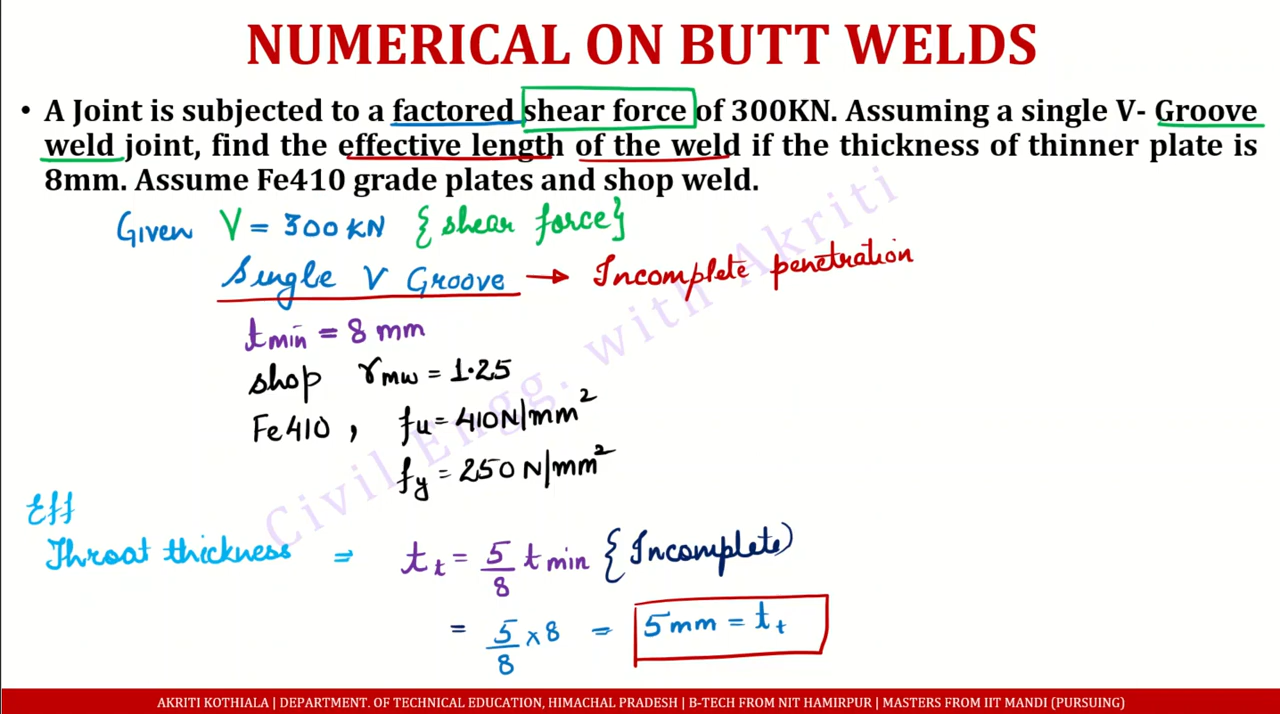 NUMERICAL ON BUTT WELDS
• A Joint is subjected to a factored shear force of 300KN. Assuming a single V- Groove
weld joint, find the effective length of the weld if the thickness of thinner plate is
8mm. Assume Fe410 grade plates and shop weld.
Given V = 300 KN {shear force}
Single V Groove → Incomplete penetration
tmin = 8 mm
shop γmw = 1.25
Fe410, fu = 410N/mm²
fy = 250 N/mm²
Eff
Throat thickness ⇒ tt = 5/8 tmin {Incomplete)
= 5/8 × 8 = 5mm = tt
Civil Engg. with Akriti
AKRITI KOTHIALA | DEPARTMENT. OF TECHNICAL EDUCATION, HIMACHAL PRADESH | B-TECH FROM NIT HAMIRPUR | MASTERS FROM IIT MANDI (PURSUING)